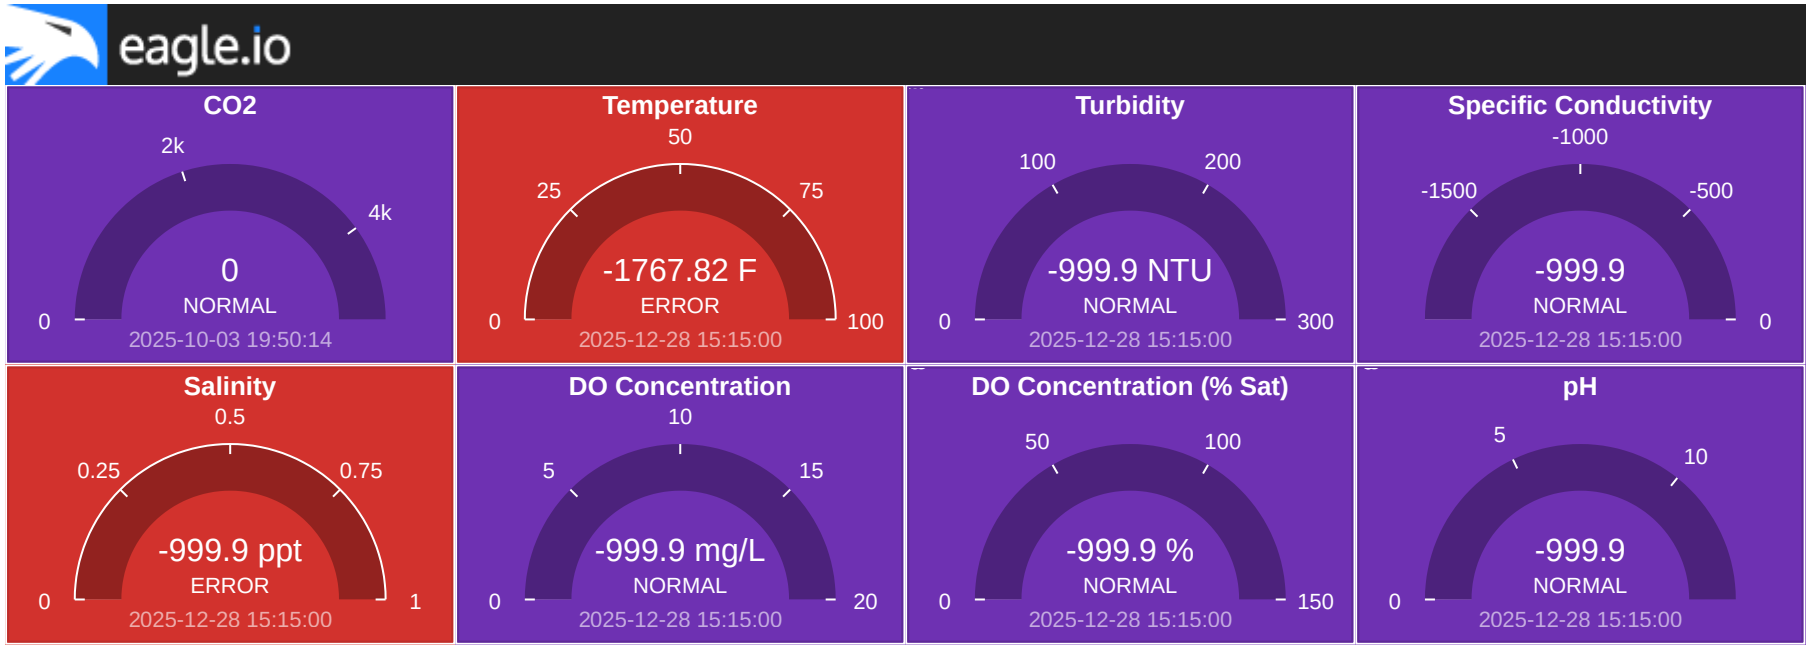 eagle.io
CO2
2k
4k
0
NORMAL
0
2025-10-03 19:50:14
Temperature
50
25
75
-1767.82 F
ERROR
0
100
2025-12-28 15:15:00
Turbidity
100
200
-999.9 NTU
NORMAL
0
300
2025-12-28 15:15:00
Specific Conductivity
-1000
-1500
-500
-999.9
NORMAL
0
2025-12-28 15:15:00
Salinity
0.5
0.25
0.75
-999.9 ppt
ERROR
0
1
2025-12-28 15:15:00
DO Concentration
10
5
15
-999.9 mg/L
NORMAL
0
20
2025-12-28 15:15:00
DO Concentration (% Sat)
50
100
-999.9 %
NORMAL
0
150
2025-12-28 15:15:00
pH
5
10
-999.9
NORMAL
0
2025-12-28 15:15:00